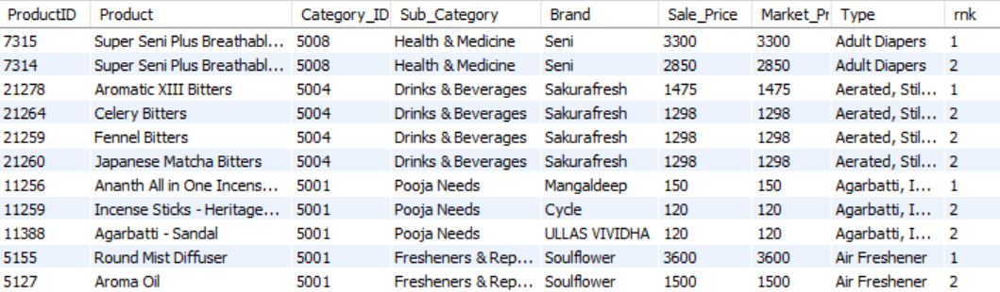 ProductID Product Category_ID Sub_Category Brand Sale_Price Market_Pr Type rnk
7315 Super Seni Plus Breathabl... 5008 Health & Medicine Seni 3300 3300 Adult Diapers 1
7314 Super Seni Plus Breathabl... 5008 Health & Medicine Seni 2850 2850 Adult Diapers 2
21278 Aromatic XIII Bitters 5004 Drinks & Beverages Sakurafresh 1475 1475 Aerated, Stil... 1
21264 Celery Bitters 5004 Drinks & Beverages Sakurafresh 1298 1298 Aerated, Stil... 2
21259 Fennel Bitters 5004 Drinks & Beverages Sakurafresh 1298 1298 Aerated, Stil... 2
21260 Japanese Matcha Bitters 5004 Drinks & Beverages Sakurafresh 1298 1298 Aerated, Stil... 2
11256 Ananth All in One Incens... 5001 Pooja Needs Mangaldeep 150 150 Agarbatti, I... 1
11259 Incense Sticks - Heritage... 5001 Pooja Needs Cycle 120 120 Agarbatti, I... 2
11388 Agarbatti - Sandal 5001 Pooja Needs ULLAS VIVIDHA 120 120 Agarbatti, I... 2
5155 Round Mist Diffuser 5001 Fresheners & Rep... Soulflower 3600 3600 Air Freshener 1
5127 Aroma Oil 5001 Fresheners & Rep... Soulflower 1500 1500 Air Freshener 2